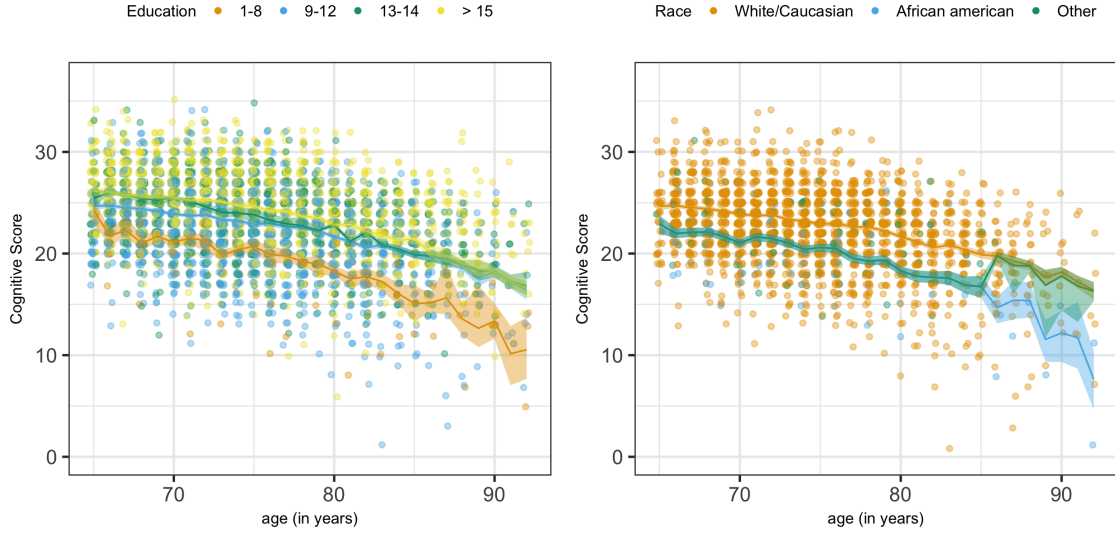 Education 1-8 9-12 13-14 > 15
Race White/Caucasian African american Other
30
20
10
0
Cognitive Score
70 80 90
age (in years)
30
20
10
0
Cognitive Score
70 80 90
age (in years)